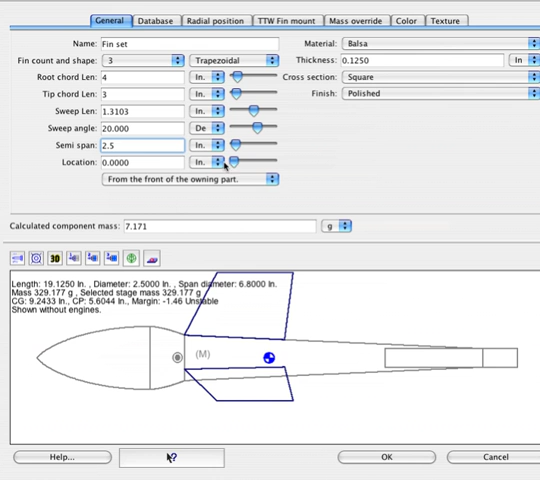 General Database Radial position TTW Fin mount Mass override Color Texture
Name: Fin set Material: Balsa
Fin count and shape: 3 Trapezoidal Thickness: 0.1250 In
Root chord Len: 4 In. Cross section: Square
Tip chord Len: 3 In. Finish: Polished
Sweep Len: 1.3103 In.
Sweep angle: 20.000 De
Semi span: 2.5 In.
Location: 0.0000 In.
From the front of the owning part.
Calculated component mass: 7.171 g
3D
Length: 19.1250 In. , Diameter: 2.5000 In. , Span diameter: 6.8000 In.
Mass 329.177 g , Selected stage mass 329.177 g
CG: 9.2433 In., CP: 5.6044 In., Margin: -1.46 Unstable
Shown without engines.
(M)
Help... ? OK Cancel